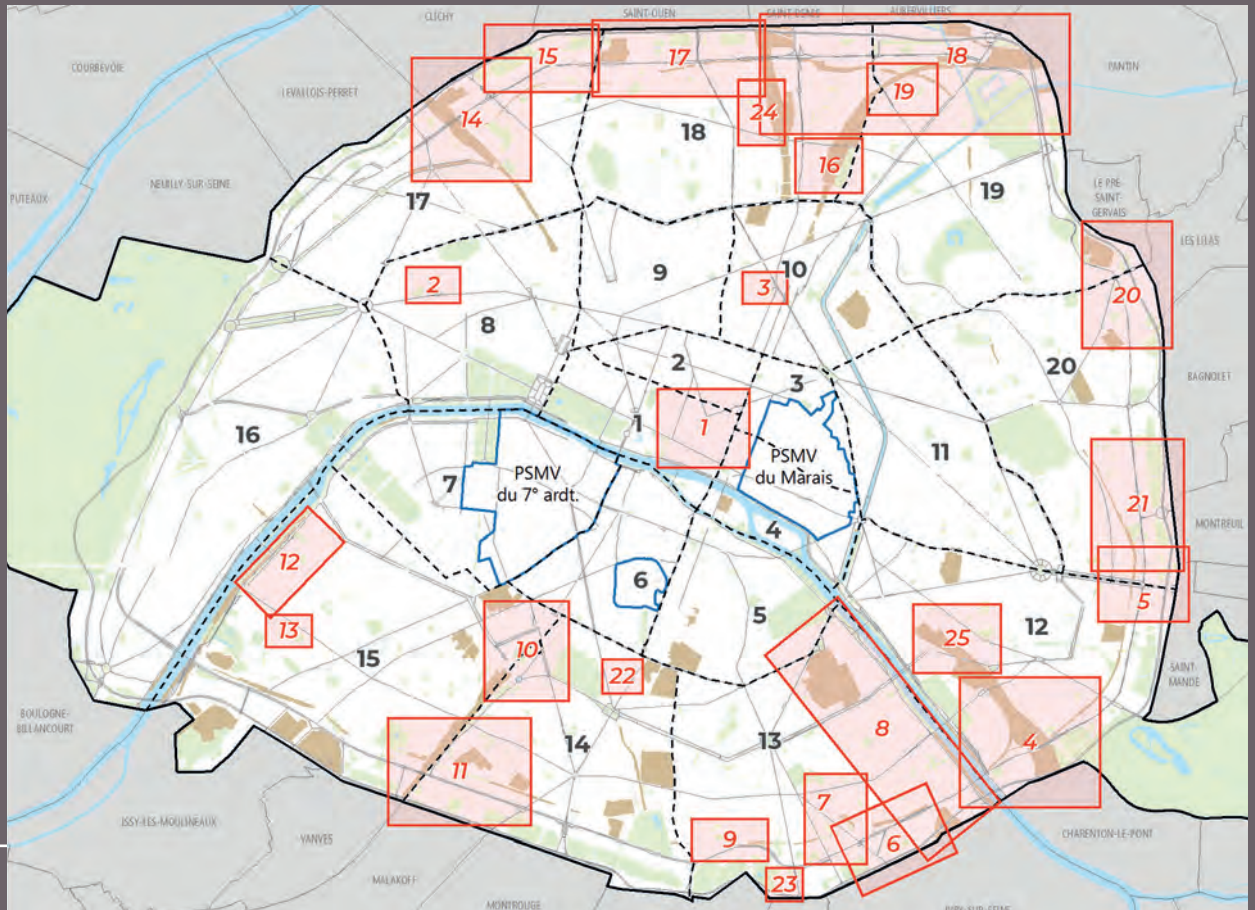 CLICHY
SAINT-OUEN
SAINT-DENIS
AUBERVILLIERS
COURBEVOIE
15
17
18
PANTIN
LEVALLOIS-PERRET
14
24
19
18
16
NEUILLY-SUR-SEINE
PUTEAUX
17
19
LE PRE-
SAINT-
GERVAIS
LES LILAS
9
10
2
3
20
8
2
3
20
BAGNOLET
1
1
16
11
PSMV
du Marais
7
PSMV
du 7° ardt.
21
MONTREUIL
4
12
6
5
5
13
12
25
15
10
22
SAINT-
MANDE
BOULOGNE-
BILLANCOURT
8
4
14
13
11
7
ISSY-LES-MOULINEAUX
VANVES
9
6
CHARENTON-LE-PONT
MALAKOFF
23
MONTROUGE
IVRY-SUR-SEINE